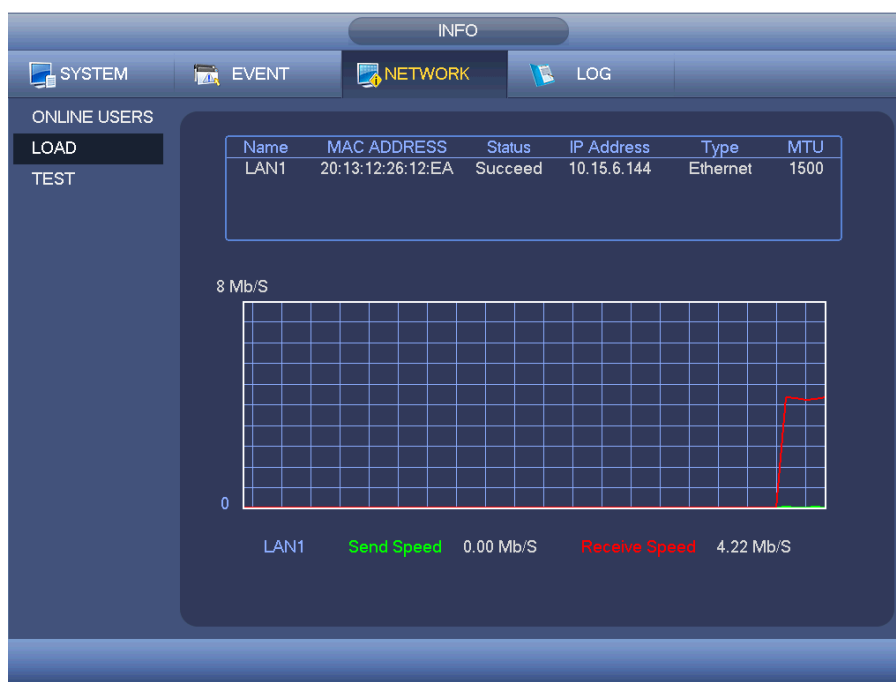 INFO
SYSTEM EVENT NETWORK LOG
ONLINE USERS
LOAD
TEST
Name MAC ADDRESS Status IP Address Type MTU
LAN1 20:13:12:26:12:EA Succeed 10.15.6.144 Ethernet 1500
8 Mb/S
0
LAN1 Send Speed 0.00 Mb/S Receive Speed 4.22 Mb/S